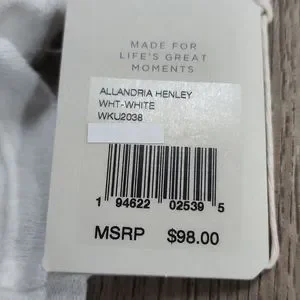 MADE FOR
LIFE'S GREAT
MOMENTS
ALLANDRIA HENLEY
WHT-WHITE
WKU2038
1 94622 02539 5
MSRP $98.00